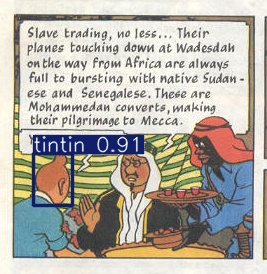 Slave trading, no less... Their
planes touching down at Wadesdah
on the way from Africa are always
full to bursting with native Sudan-
ese and Senegalese. These are
Mohammedan converts, making
their pilgrimage to Mecca.
tintin 0.91